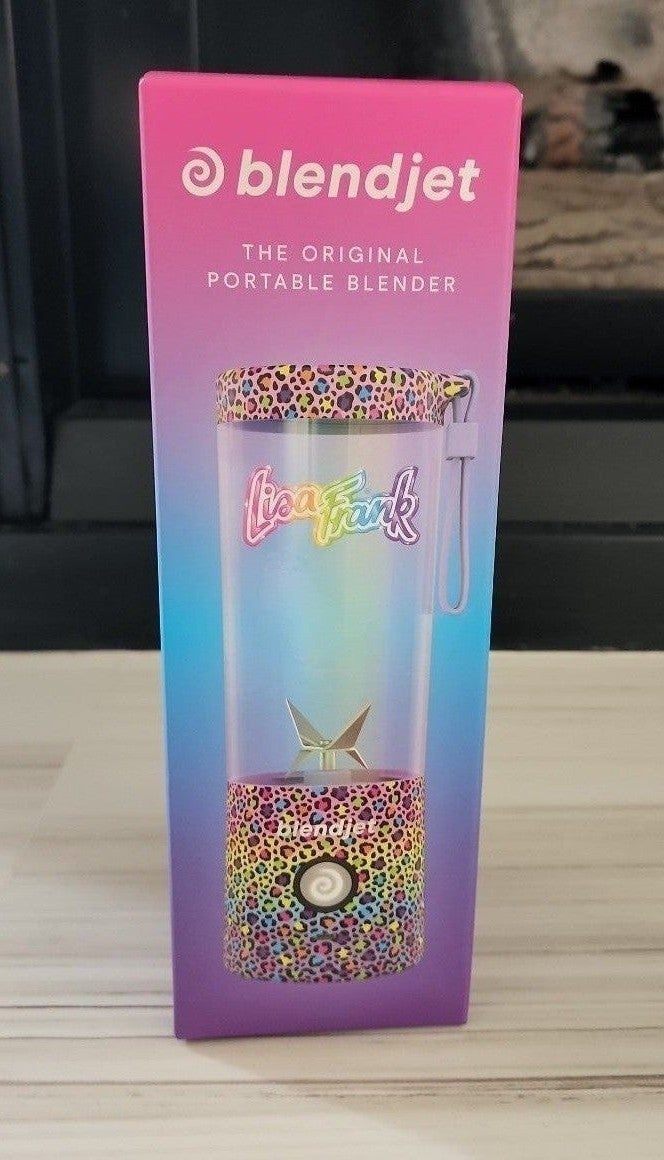 blendjet
THE ORIGINAL
PORTABLE BLENDER
Lisa Frank
blendjet